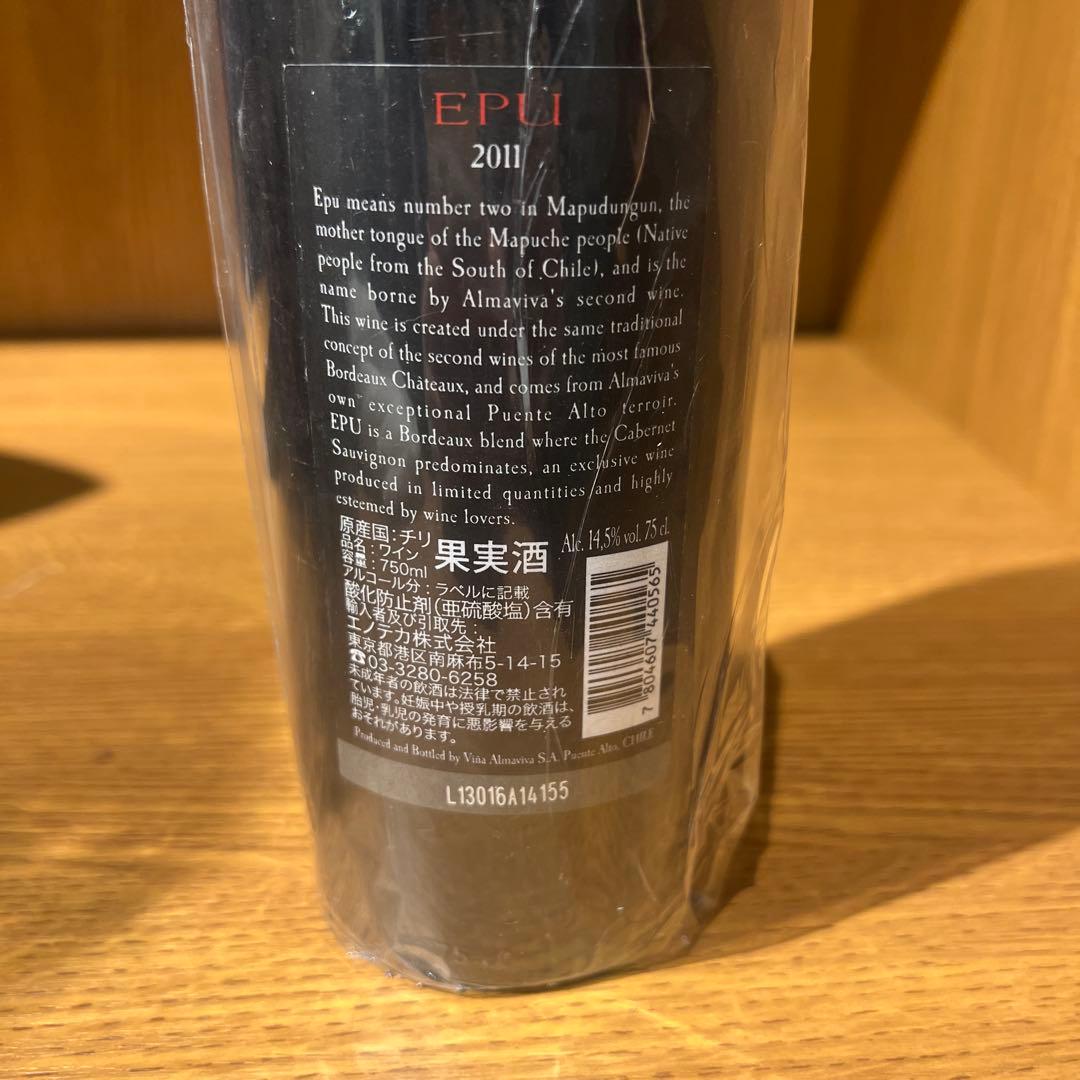 EPU
2011
Epu means number two in Mapudungun, the
mother tongue of the Mapuche people (Native
people from the South of Chile), and is the
name borne by Almaviva's second wine.
This wine is created under the same traditional
concept of the second wines of the most famous
Bordeaux Châteaux, and comes from Almaviva's
own exceptional Puente Alto terroir.
EPU is a Bordeaux blend where the Cabernet
Sauvignon predominates, an exclusive wine
produced in limited quantities and highly
esteemed by wine lovers.
Alc. 14,5% vol. 75 cl.
原産国:チリ
品名:ワイン
果実酒
容量:750ml
アルコール分:ラベルに記載
酸化防止剤(亜硫酸塩)含有
輸入者及び引取先:
エノテカ株式会社
東京都港区南麻布5-14-15
☎03-3280-6258
未成年者の飲酒は法律で禁止され
ています。妊娠中や授乳期の飲酒は、
胎児・乳児の発育に悪影響を与える
おそれがあります。
7 804607 440565
Produced and Bottled by Viña Almaviva S.A. Puente Alto, CHILE
L13016A14155